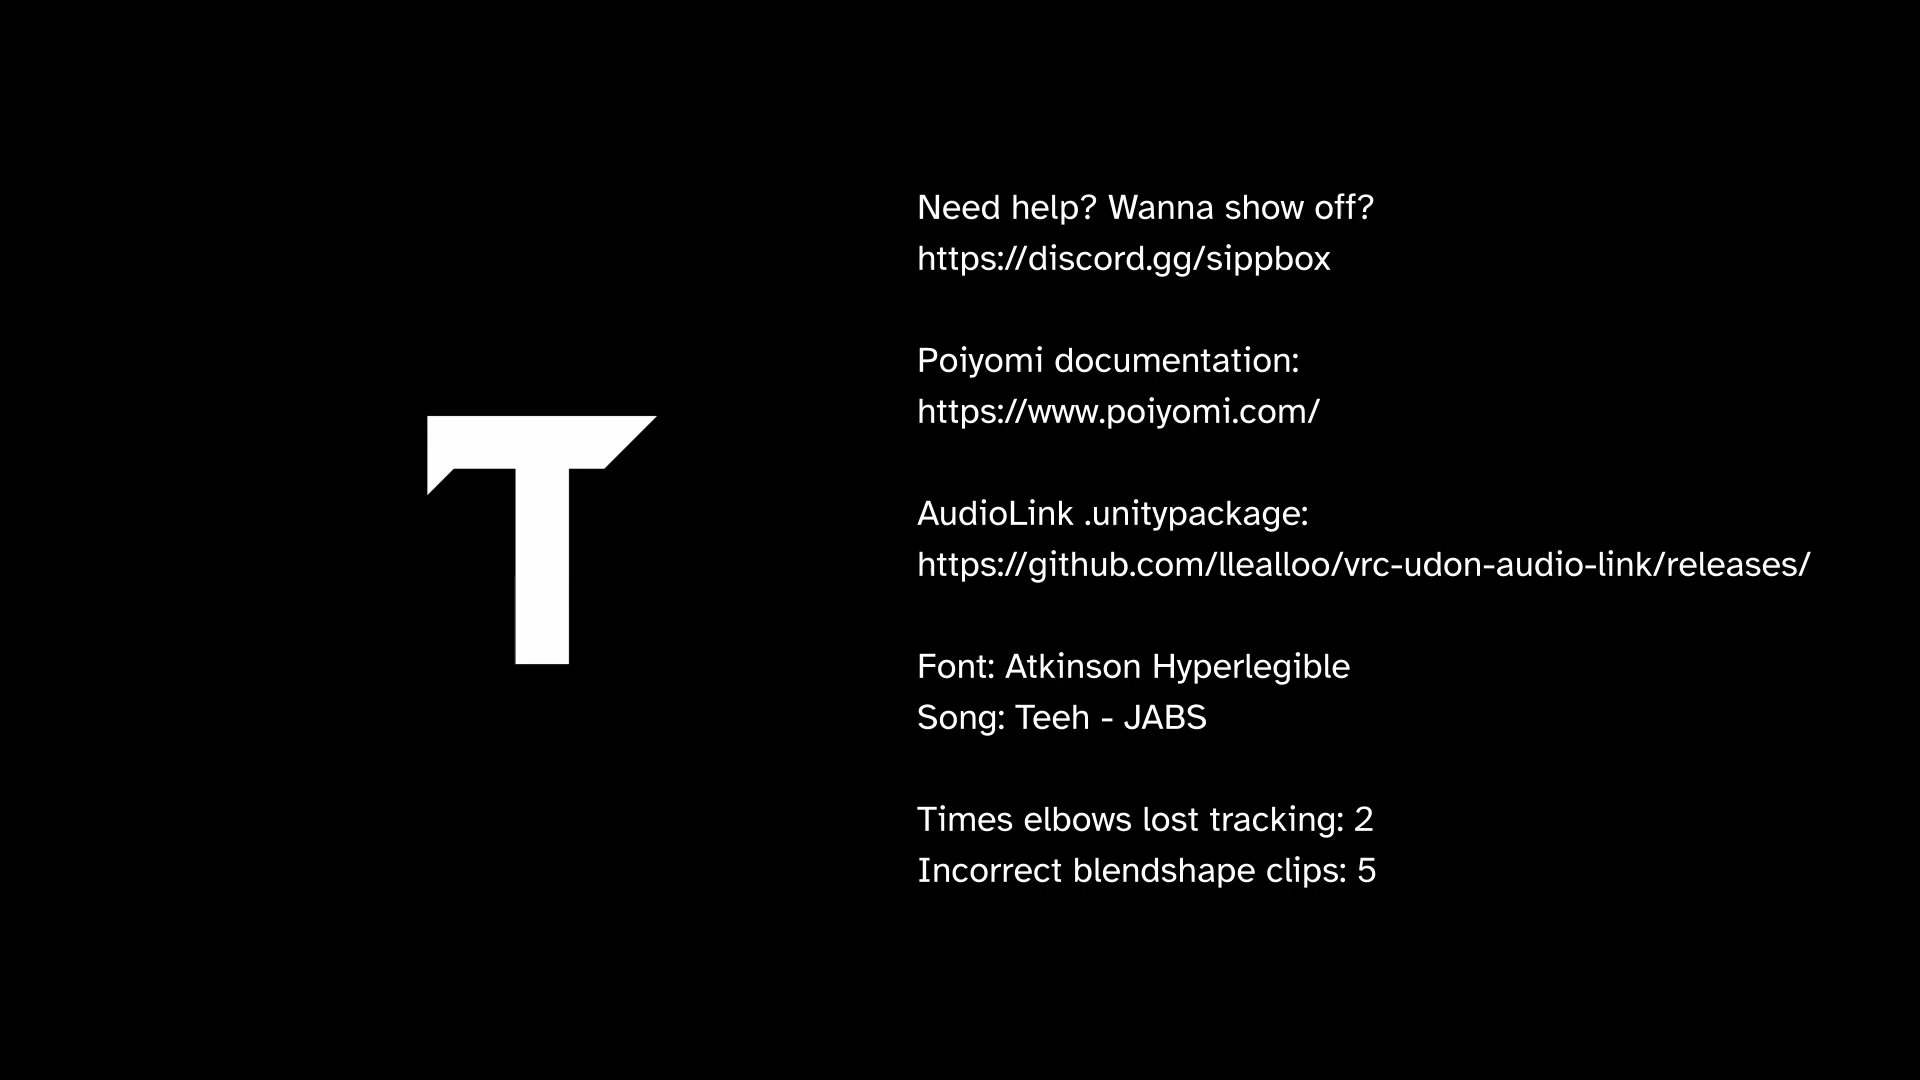 T
Need help? Wanna show off?
https://discord.gg/sippbox
Poiyomi documentation:
https://www.poiyomi.com/
AudioLink .unitypackage:
https://github.com/llealloo/vrc-udon-audio-link/releases/
Font: Atkinson Hyperlegible
Song: Teeh - JABS
Times elbows lost tracking: 2
Incorrect blendshape clips: 5